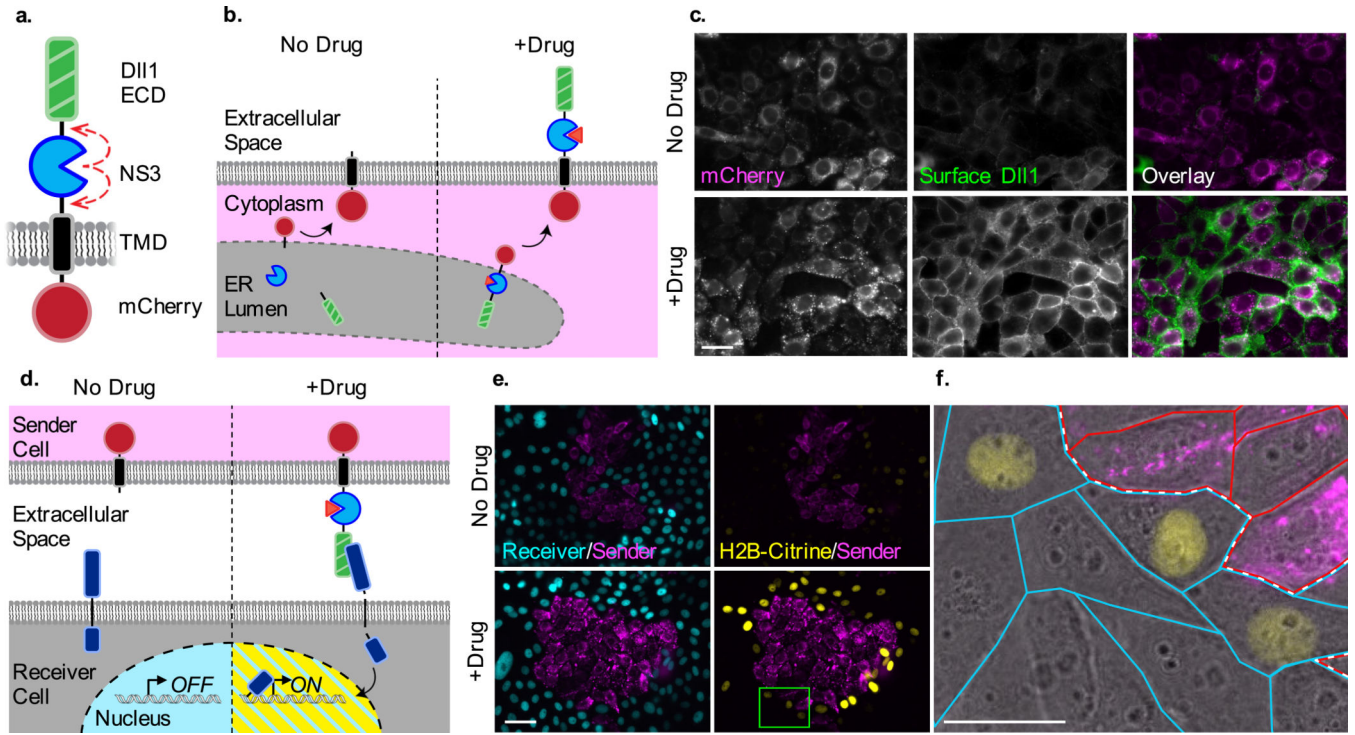 a.
Dll1
ECD
NS3
TMD
mCherry
b.
No Drug
+Drug
Extracellular
Space
Cytoplasm
ER
Lumen
c.
No Drug
mCherry
Surface Dll1
Overlay
+Drug
d.
No Drug
+Drug
Sender
Cell
Extracellular
Space
Receiver
Cell
OFF
ON
Nucleus
e.
No Drug
Receiver/Sender
H2B-Citrine/Sender
+Drug
f.